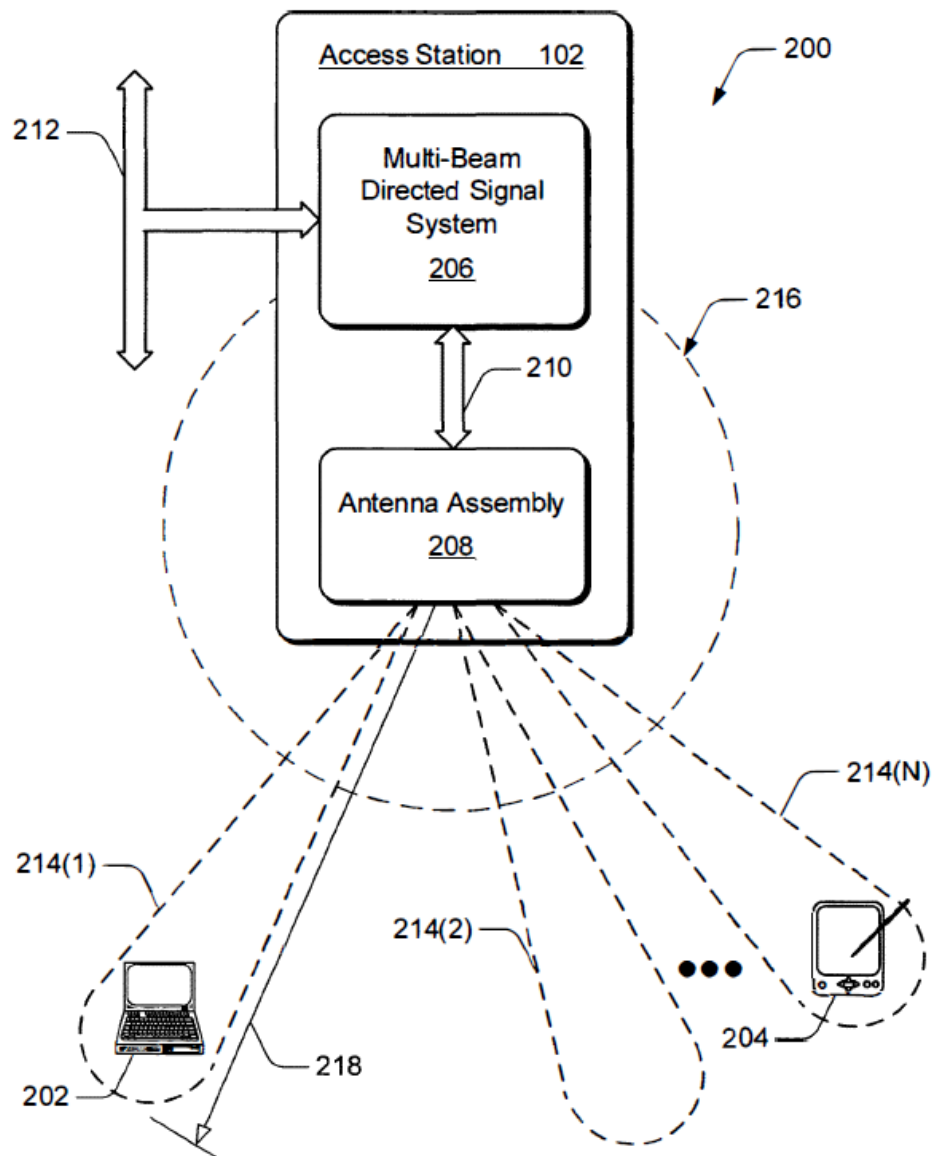 Access Station 102
200
212
Multi-Beam
Directed Signal
System
206
216
210
Antenna Assembly
208
214(N)
214(1)
214(2)
202
218
204